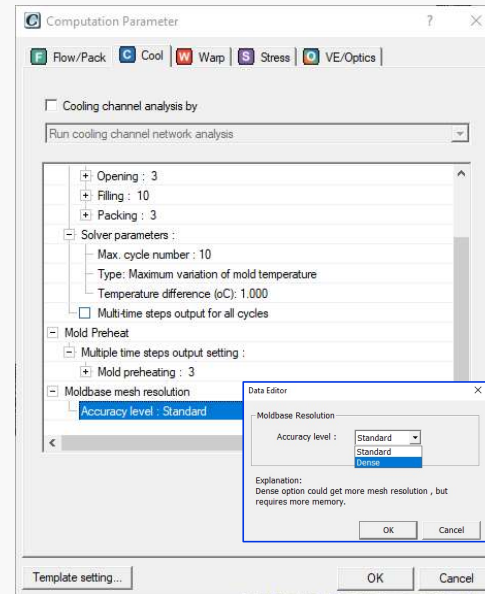 C Computation Parameter ? ×
F Flow/Pack C Cool W Warp S Stress O VE/Optics
Cooling channel analysis by
Run cooling channel network analysis
+ Opening : 3
+ Filling : 10
+ Packing : 3
- Solver parameters :
Max. cycle number : 10
Type: Maximum variation of mold temperature
Temperature difference (oC): 1.000
Multi-time steps output for all cycles
- Mold Preheat
- Multiple time steps output setting :
+ Mold preheating : 3
- Moldbase mesh resolution
Accuracy level : Standard
Data Editor ×
Moldbase Resolution
Accuracy level : Standard
Standard
Dense
Explanation:
Dense option could get more mesh resolution , but
requires more memory.
OK Cancel
Template setting... OK Cancel